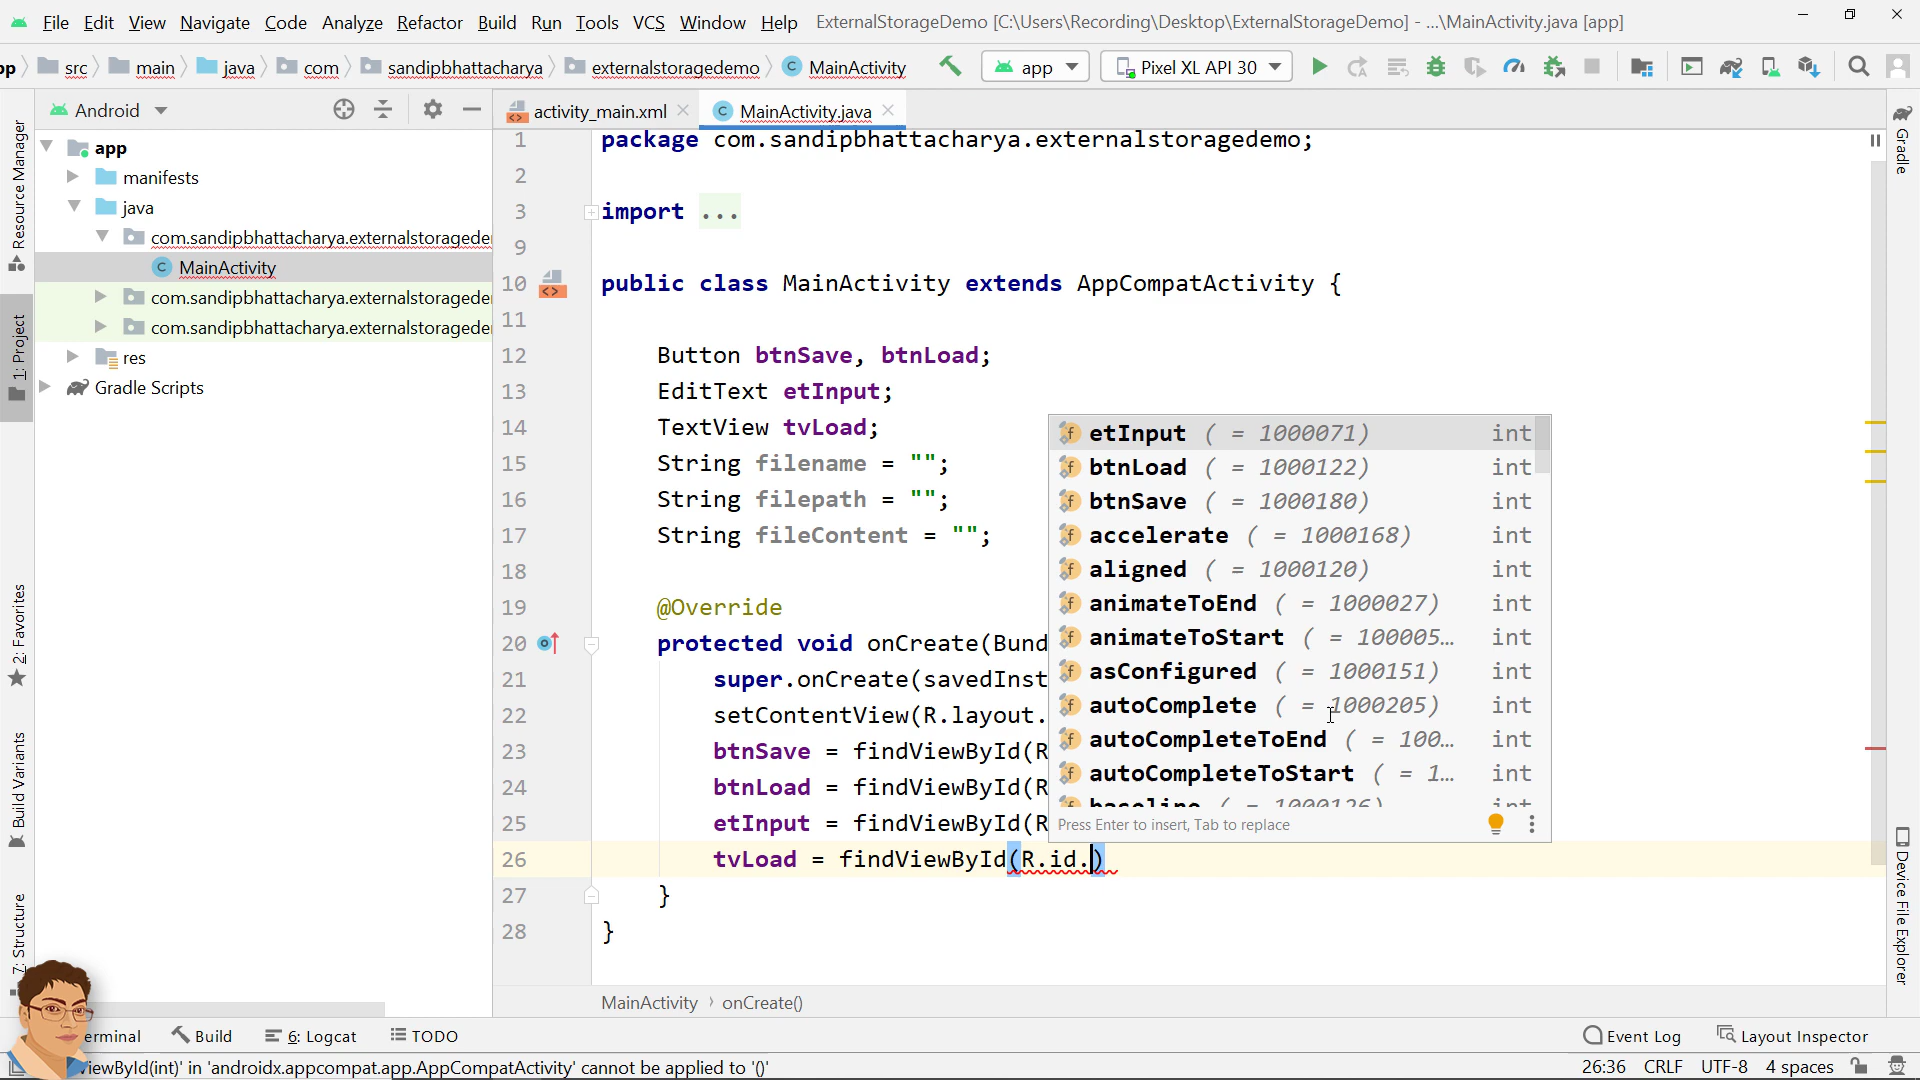 File Edit View Navigate Code Analyze Refactor Build Run Tools VCS Window Help ExternalStorageDemo [C:\Users\Recording\Desktop\ExternalStorageDemo] - ...\MainActivity.java [app]
pp src main java com sandipbhattacharya externalstoragedemo MainActivity app Pixel XL API 30
Android
activity_main.xml MainActivity.java
app
manifests
java
com.sandipbhattacharya.externalstoragede
MainActivity
com.sandipbhattacharya.externalstoragede
com.sandipbhattacharya.externalstoragede
res
Gradle Scripts
Resource Manager
1: Project
2: Favorites
Build Variants
7: Structure
1 package com.sandipbhattacharya.externalstoragedemo;
2
3 import ...
9
10 public class MainActivity extends AppCompatActivity {
11
12 Button btnSave, btnLoad;
13 EditText etInput;
14 TextView tvLoad;
15 String filename = "";
16 String filepath = "";
17 String fileContent = "";
18
19 @Override
20 protected void onCreate(Bund
21 super.onCreate(savedInst
22 setContentView(R.layout.
23 btnSave = findViewById(R
24 btnLoad = findViewById(R
25 etInput = findViewById(R
26 tvLoad = findViewById(R.id.)
27 }
28 }
etInput ( = 1000071) int
btnLoad ( = 1000122) int
btnSave ( = 1000180) int
accelerate ( = 1000168) int
aligned ( = 1000120) int
animateToEnd ( = 1000027) int
animateToStart ( = 100005... int
asConfigured ( = 1000151) int
autoComplete ( = 1000205) int
autoCompleteToEnd ( = 100... int
autoCompleteToStart ( = 1... int
baseline ( = 1000126) int
Press Enter to insert, Tab to replace
Gradle
Device File Explorer
MainActivity › onCreate()
erminal Build 6: Logcat TODO Event Log Layout Inspector
ViewById(int)' in 'androidx.appcompat.app.AppCompatActivity' cannot be applied to '()' 26:36 CRLF UTF-8 4 spaces